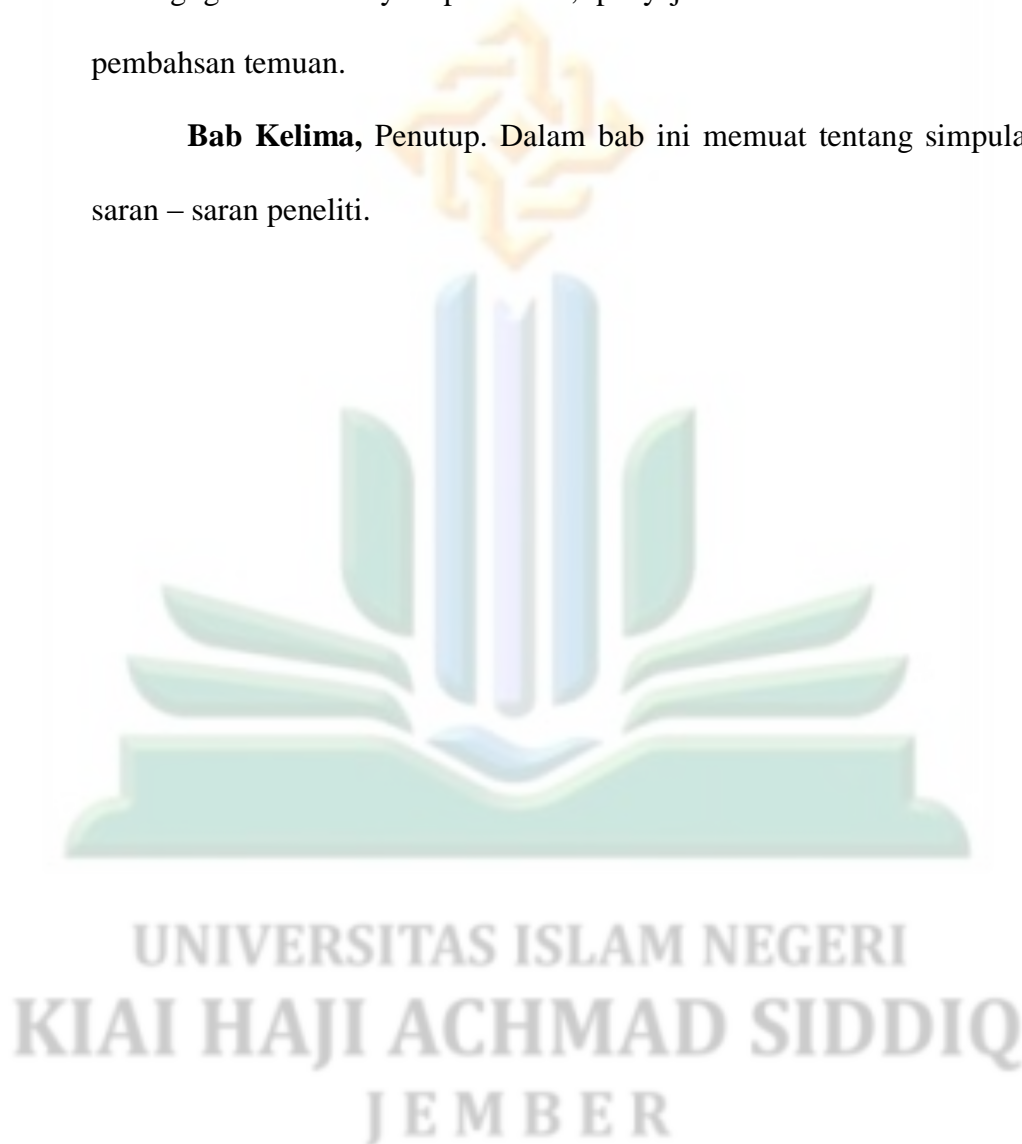 pembahsan temuan.
Bab Kelima, Penutup. Dalam bab ini memuat tentang
saran – saran peneliti.
UNIVERSITAS ISLAM NEGERI
KIAI HAJI ACHMAD SIDDIQ
JEMBER